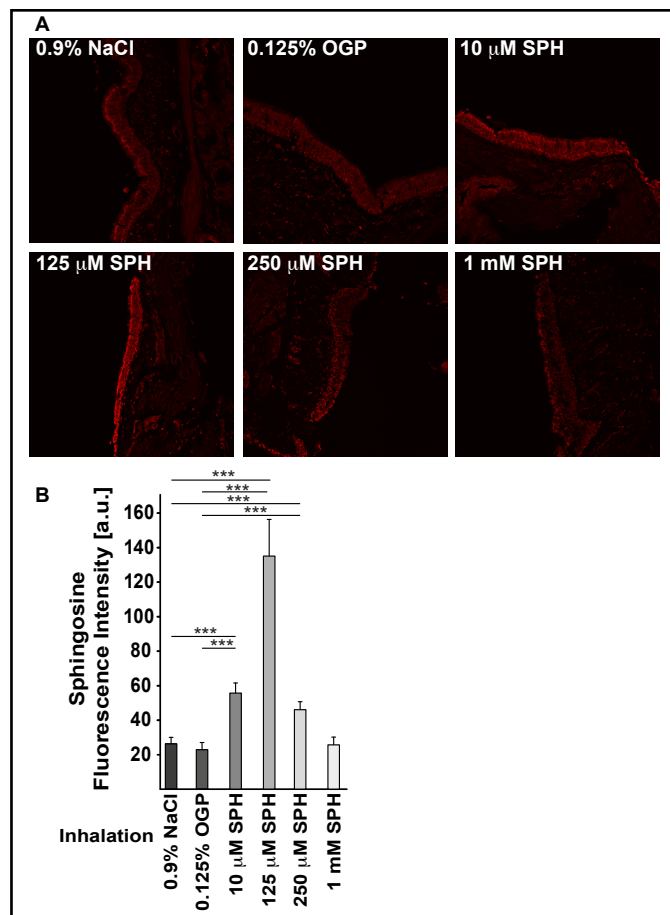 A
0.9% NaCl
0.125% OGP
10 µM SPH
125 µM SPH
250 µM SPH
1 mM SPH
B
***
***
***
***
***
***
Sphingosine
Fluorescence Intensity [a.u.]
160
140
120
100
80
60
40
20
Inhalation
0.9% NaCl
0.125% OGP
10 µM SPH
125 µM SPH
250 µM SPH
1 mM SPH